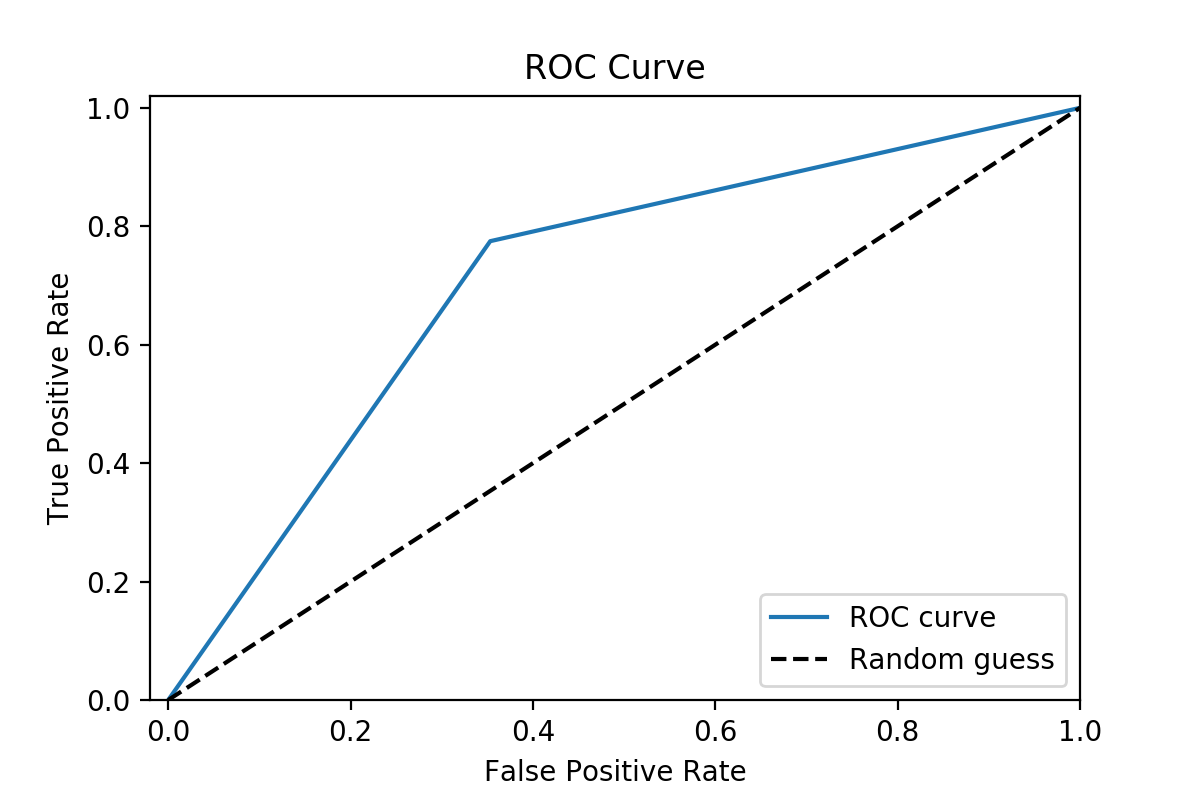 ROC Curve
1.0
0.8
0.6
0.4
0.2
0.0
True Positive Rate
ROC curve
Random guess
0.0 0.2 0.4 0.6 0.8 1.0
False Positive Rate